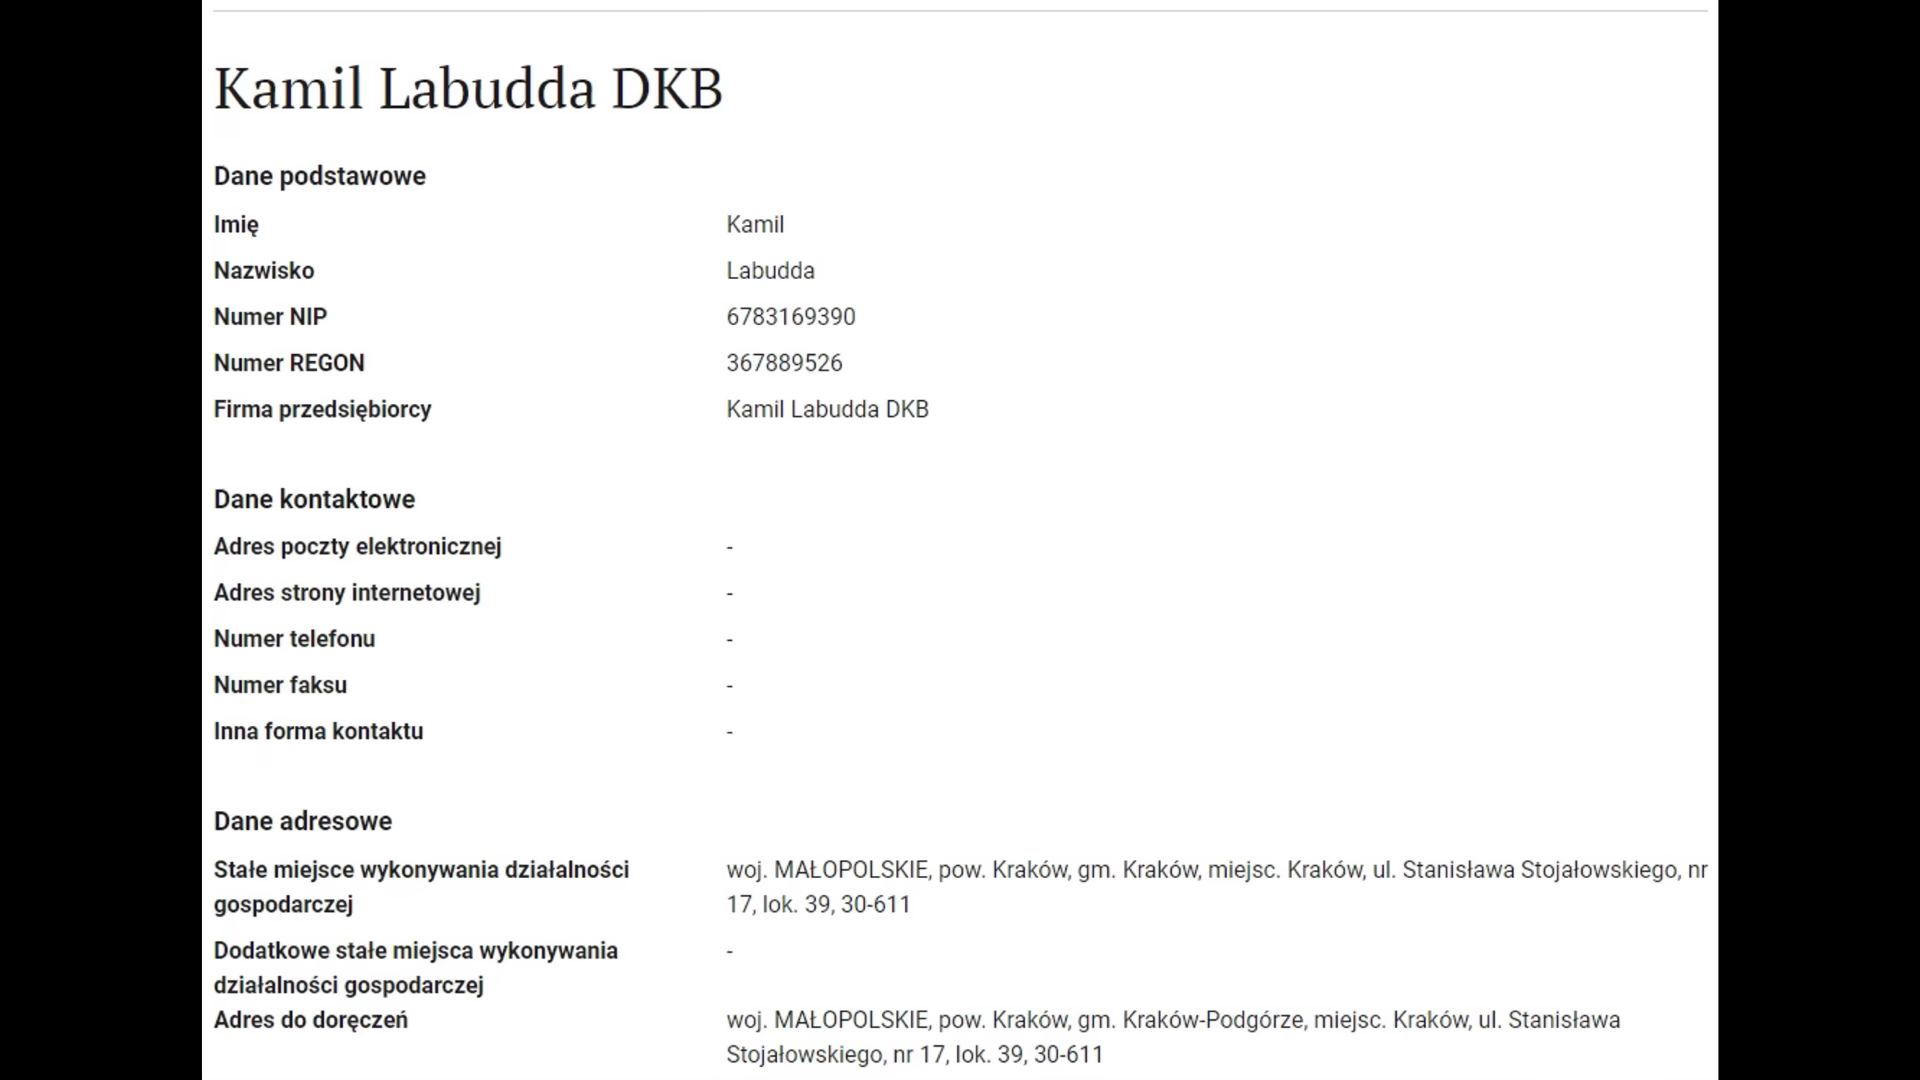 Kamil Labudda DKB
Dane podstawowe
Imię Kamil
Nazwisko Labudda
Numer NIP 6783169390
Numer REGON 367889526
Firma przedsiębiorcy Kamil Labudda DKB
Dane kontaktowe
Adres poczty elektronicznej -
Adres strony internetowej -
Numer telefonu -
Numer faksu -
Inna forma kontaktu -
Dane adresowe
Stałe miejsce wykonywania działalności
gospodarczej
woj. MAŁOPOLSKIE, pow. Kraków, gm. Kraków, miejsc. Kraków, ul. Stanisława Stojałowskiego, nr
17, lok. 39, 30-611
Dodatkowe stałe miejsca wykonywania
działalności gospodarczej
-
Adres do doręczeń
woj. MAŁOPOLSKIE, pow. Kraków, gm. Kraków-Podgórze, miejsc. Kraków, ul. Stanisława
Stojałowskiego, nr 17, lok. 39, 30-611